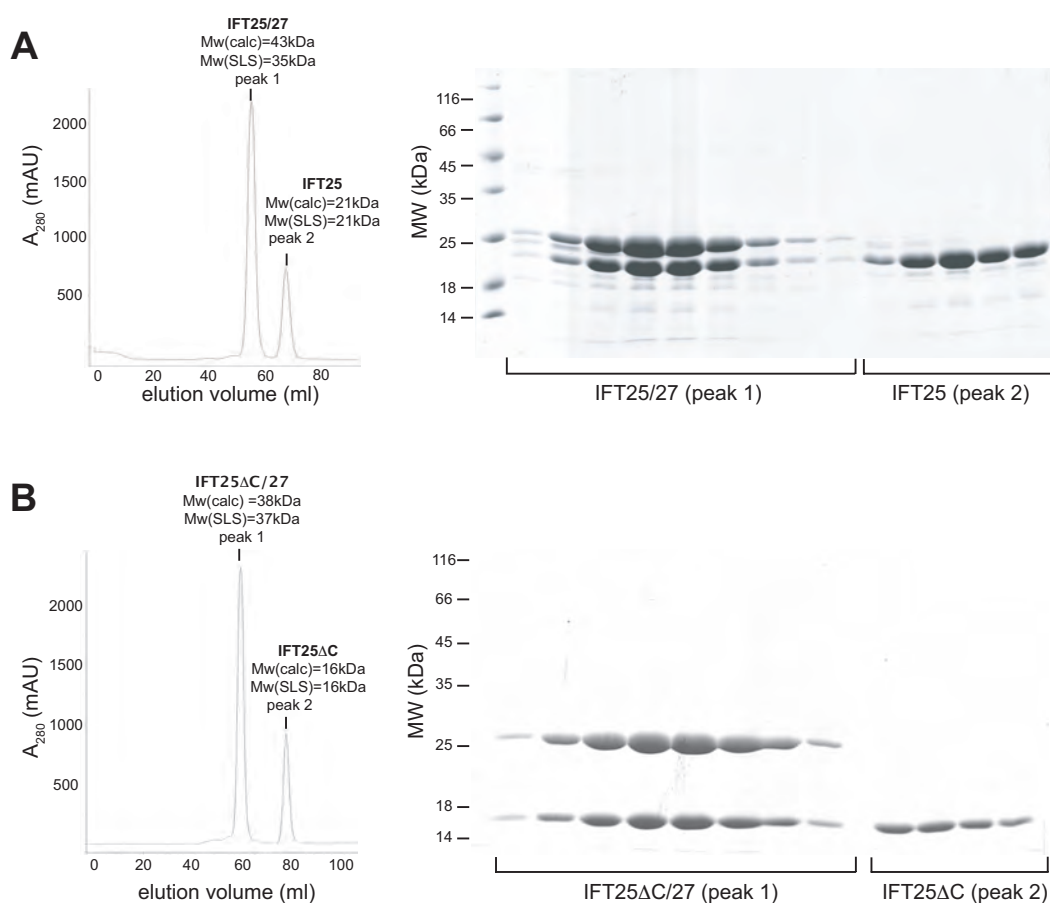 A
IFT25/27
Mw(calc)=43kDa
Mw(SLS)=35kDa
peak 1
IFT25
Mw(calc)=21kDa
Mw(SLS)=21kDa
peak 2
A280 (mAU)
2000
1500
1000
500
0 20 40 60 80
elution volume (ml)
MW (kDa)
116
66
45
35
25
18
14
IFT25/27 (peak 1)
IFT25 (peak 2)
B
IFT25ΔC/27
Mw(calc) =38kDa
Mw(SLS)=37kDa
peak 1
IFT25ΔC
Mw(calc)=16kDa
Mw(SLS)=16kDa
peak 2
A280 (mAU)
2000
1500
1000
500
0 20 40 60 80 100
elution volume (ml)
MW (kDa)
116
66
45
35
25
18
14
IFT25ΔC/27 (peak 1)
IFT25ΔC (peak 2)